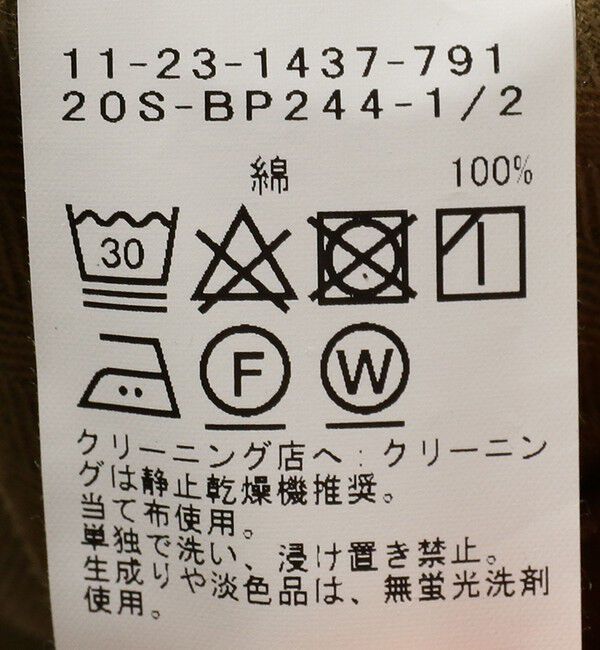 11-23-1437-791
20S-BP244-1/2
綿 100%
30
F W
クリーニング店へ:クリーニン
グは静止乾燥機推奨。
当て布使用。
単独で洗い、浸け置き禁止。
生成りや淡色品は、無蛍光洗剤
使用。